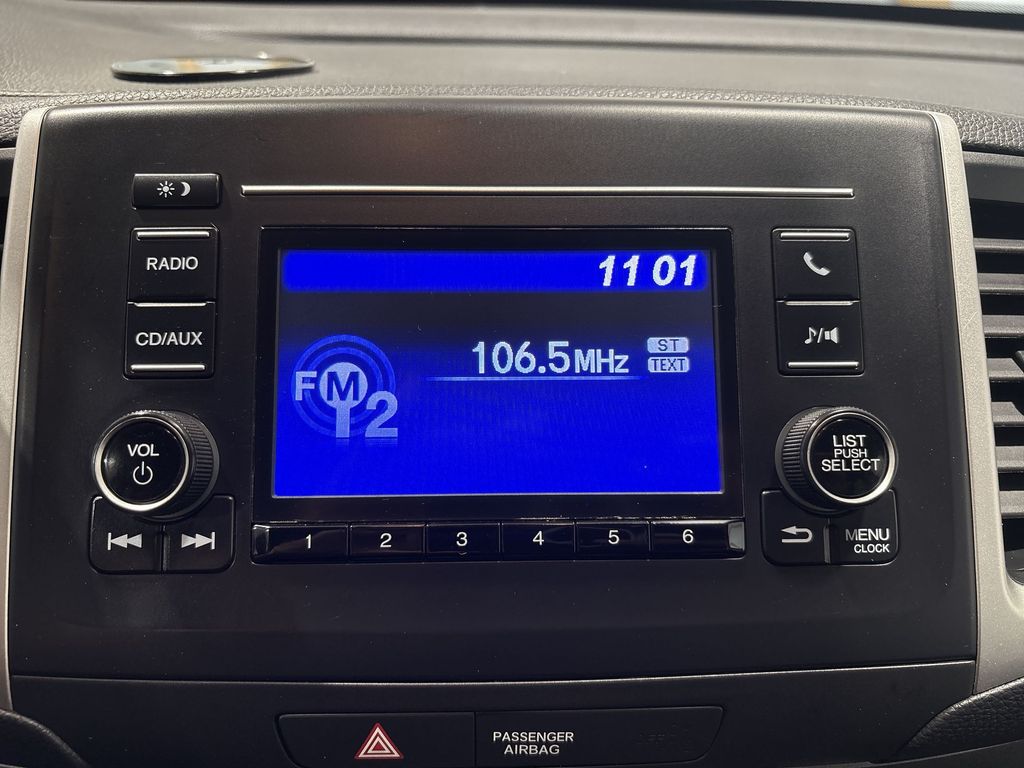 11 01
RADIO
CD/AUX
106.5MHz
ST
TEXT
FM
2
VOL
LIST
PUSH
SELECT
1 2 3 4 5 6
MENU
CLOCK
PASSENGER
AIRBAG